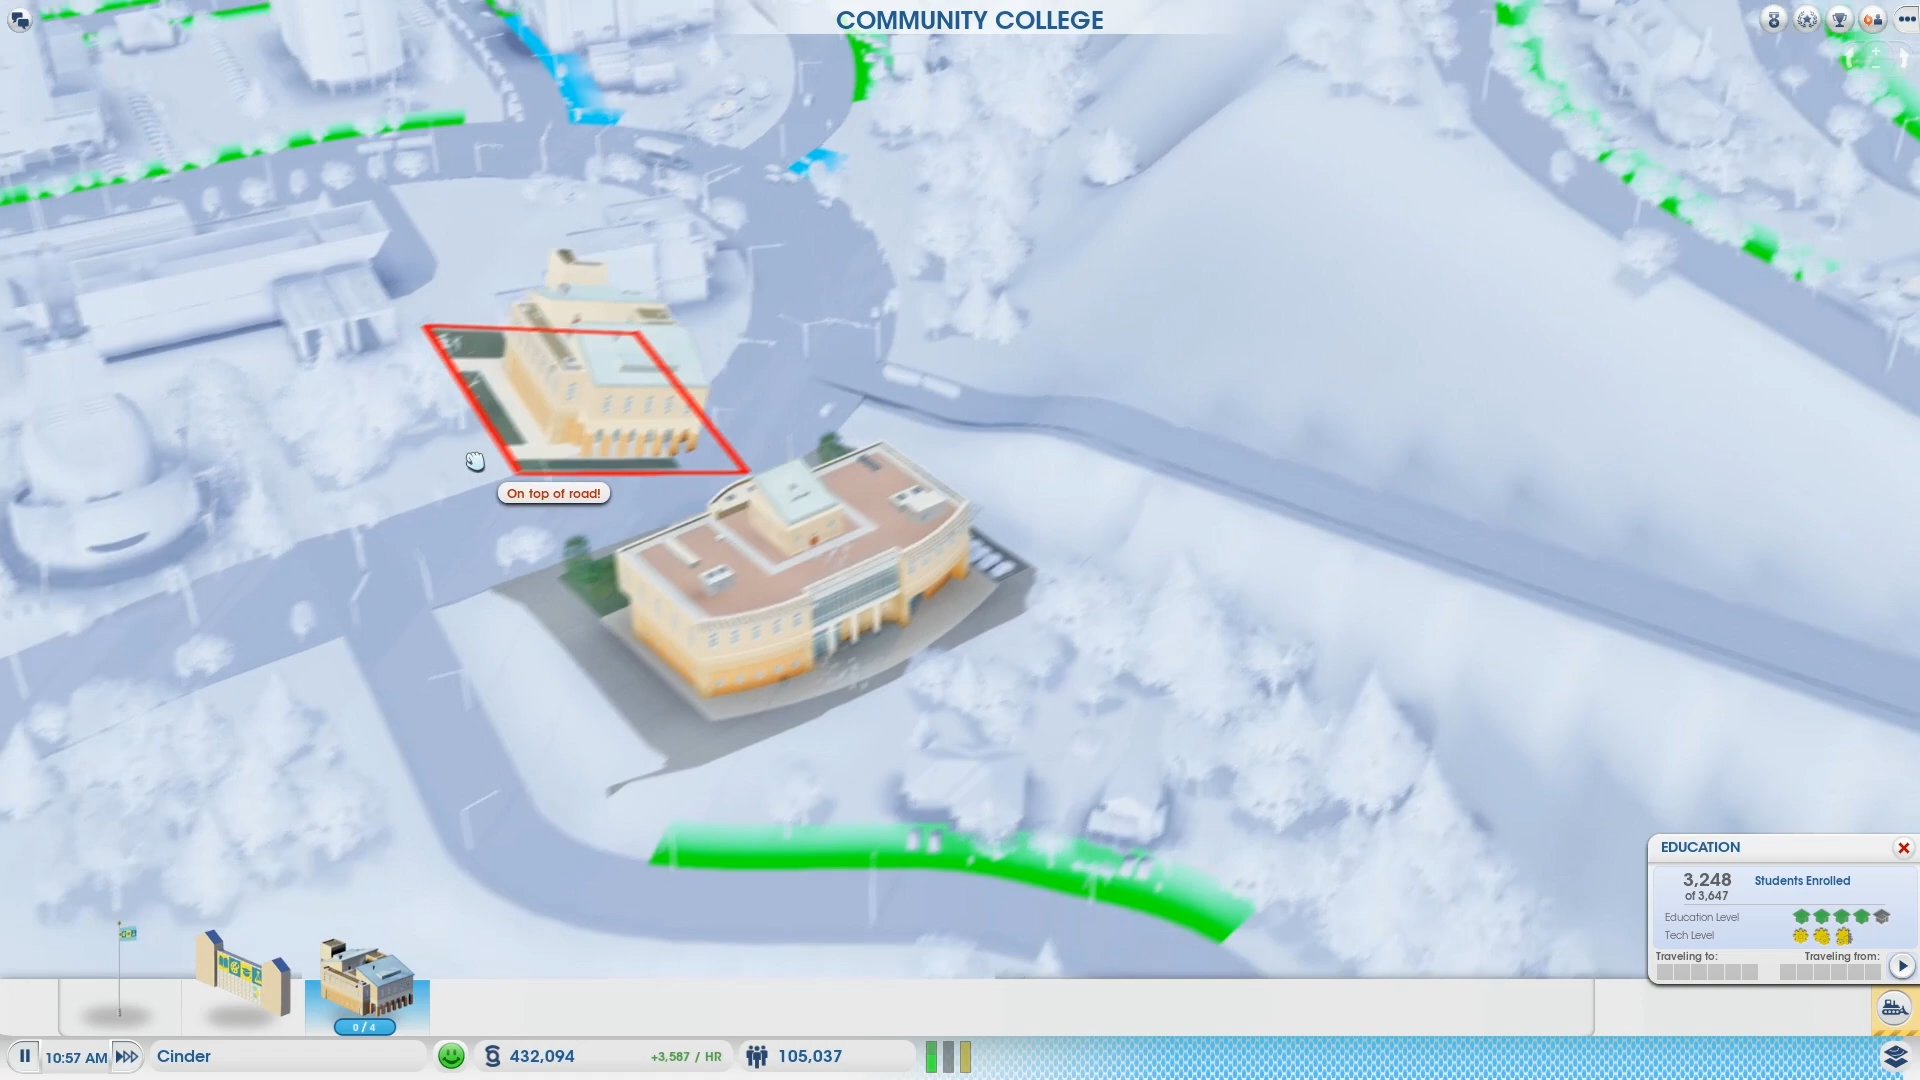 COMMUNITY COLLEGE
On top of road!
EDUCATION
3,248
of 3,647
Students Enrolled
Education Level
Tech Level
Traveling to:
Traveling from:
0 / 4
10:57 AM
Cinder
432,094
+3,587 / HR
105,037